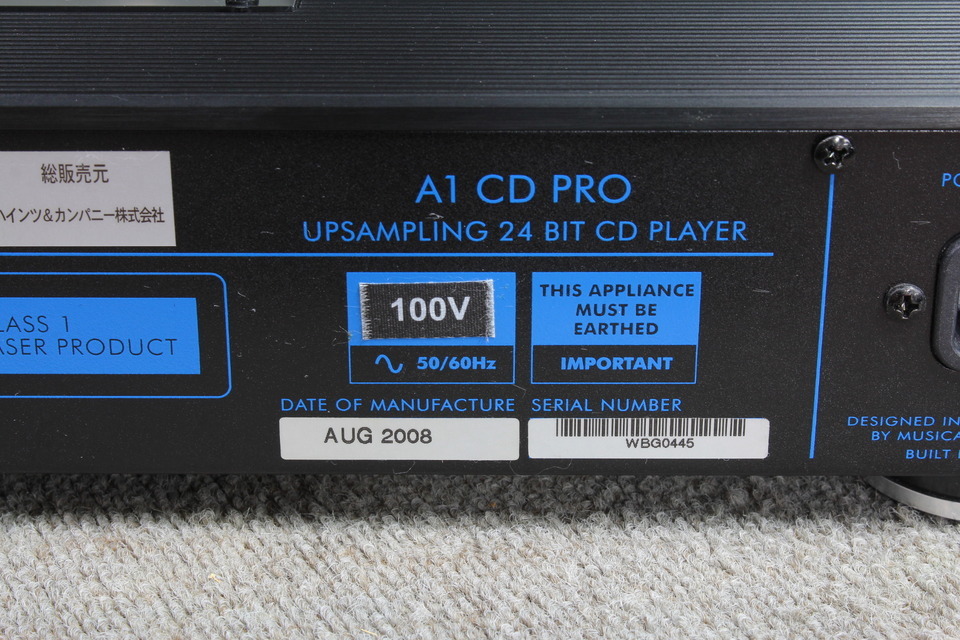 総販売元
ハインツ&カンパニー株式会社
A1 CD PRO
UPSAMPLING 24 BIT CD PLAYER
LASS 1
ASER PRODUCT
100V
50/60Hz
THIS APPLIANCE
MUST BE
EARTHED
IMPORTANT
DATE OF MANUFACTURE
AUG 2008
SERIAL NUMBER
WBG0445
PO
DESIGNED IN
BY MUSICA
BUILT